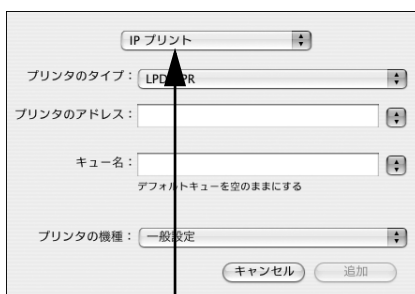 IP プリント
プリンタのタイプ：
プリンタのアドレス：
キュー名：
デフォルトキューを空のままにする
プリンタの機種： 一般設定
キャンセル 追加